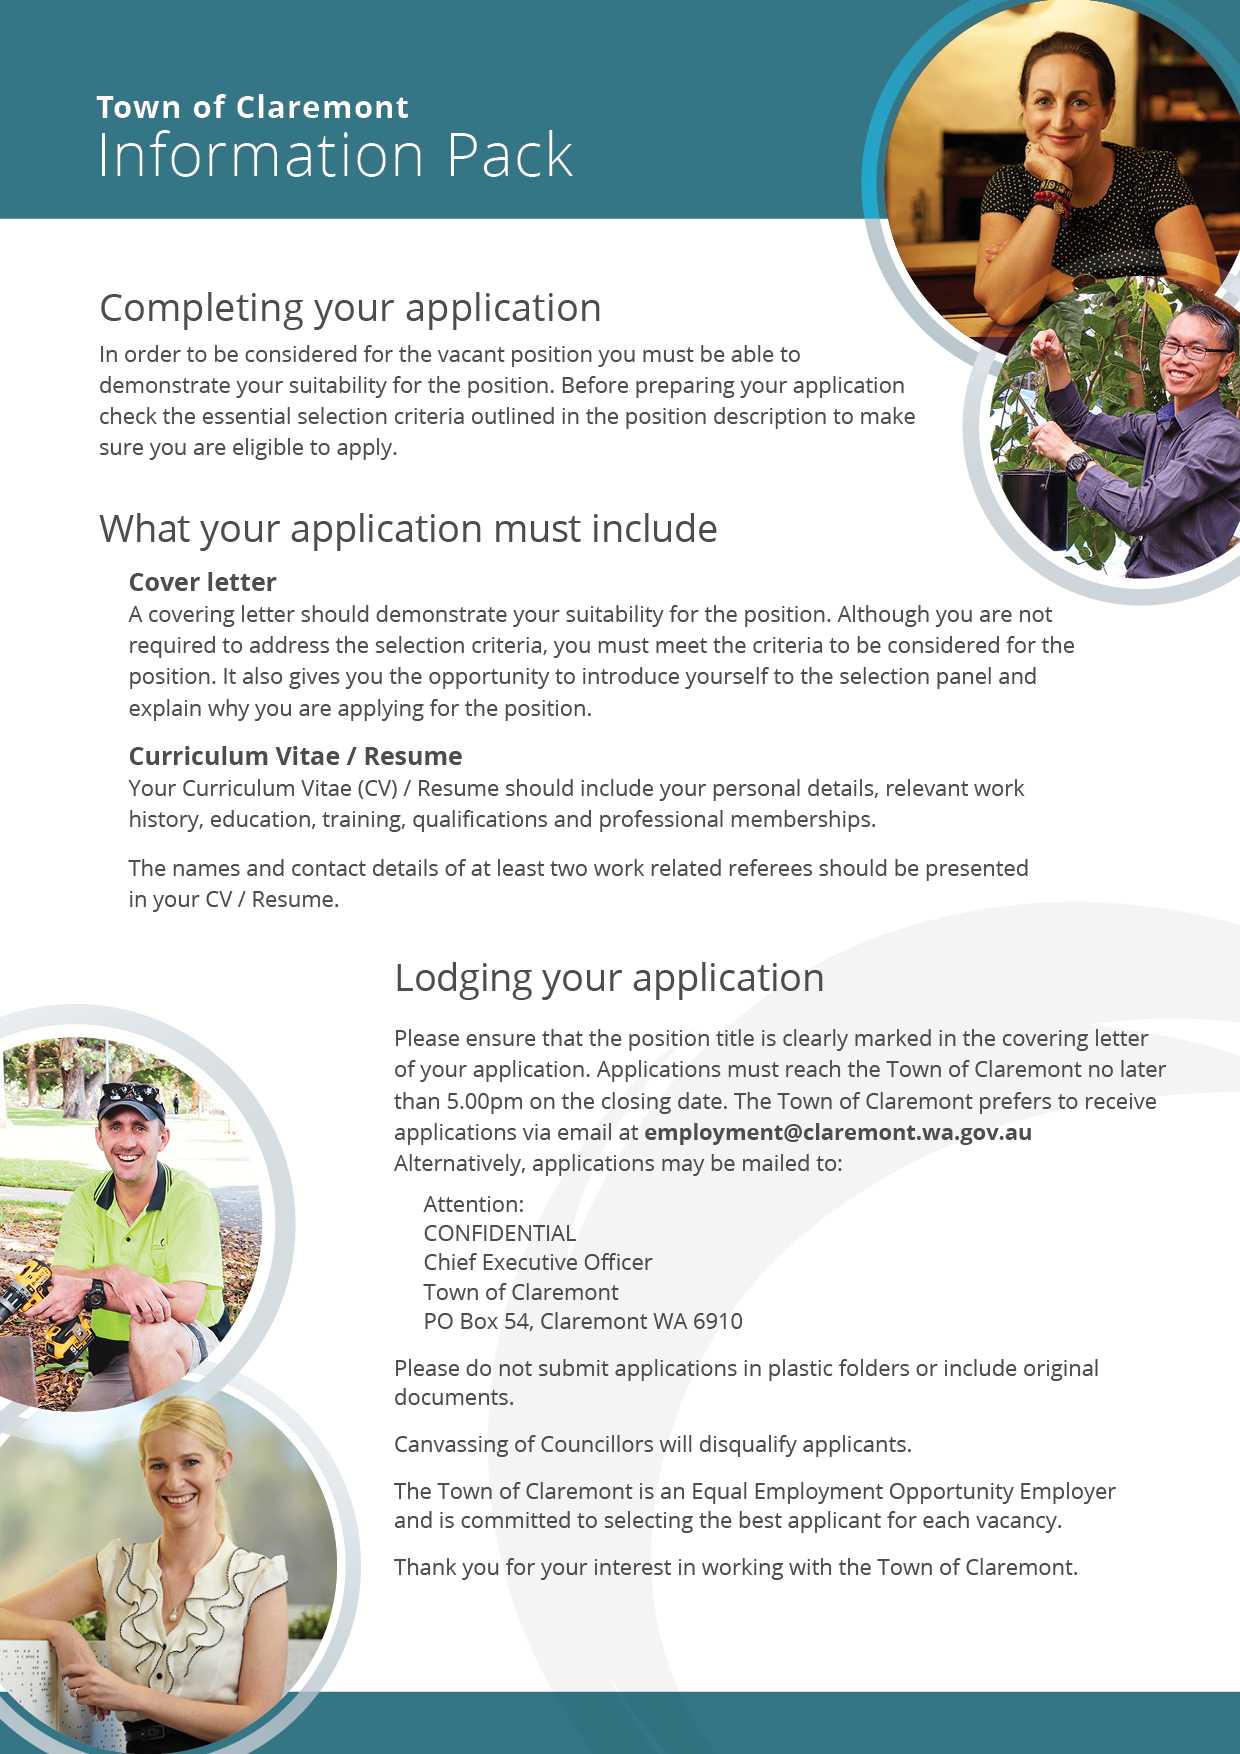 Town of Claremont
Information Pack
Completing your application
In order to be considered for the vacant position you must be able to
demonstrate your suitability for the position. Before preparing your application
check the essential selection criteria outlined in the position description to make
sure you are eligible to apply.
What your application must include
Cover letter
A covering letter should demonstrate your suitability for the position. Although you are not
required to address the selection criteria, you must meet the criteria to be considered for the
position. It also gives you the opportunity to introduce yourself to the selection panel and
explain why you are applying for the position.
Curriculum Vitae / Resume
Your Curriculum Vitae (CV) / Resume should include your personal details, relevant work
history, education, training, qualifications and professional memberships.
The names and contact details of at least two work related referees should be presented
in your CV / Resume.
Lodging your application
Please ensure that the position title is clearly marked in the covering letter
of your application. Applications must reach the Town of Claremont no later
than 5.00pm on the closing date. The Town of Claremont prefers to receive
applications via email at employment@claremont.wa.gov.au
Alternatively, applications may be mailed to:
Attention:
CONFIDENTIAL
Chief Executive Officer
Town of Claremont
PO Box 54, Claremont WA 6910
Please do not submit applications in plastic folders or include original
documents.
Canvassing of Councillors will disqualify applicants.
The Town of Claremont is an Equal Employment Opportunity Employer
and is committed to selecting the best applicant for each vacancy.
Thank you for your interest in working with the Town of Claremont.